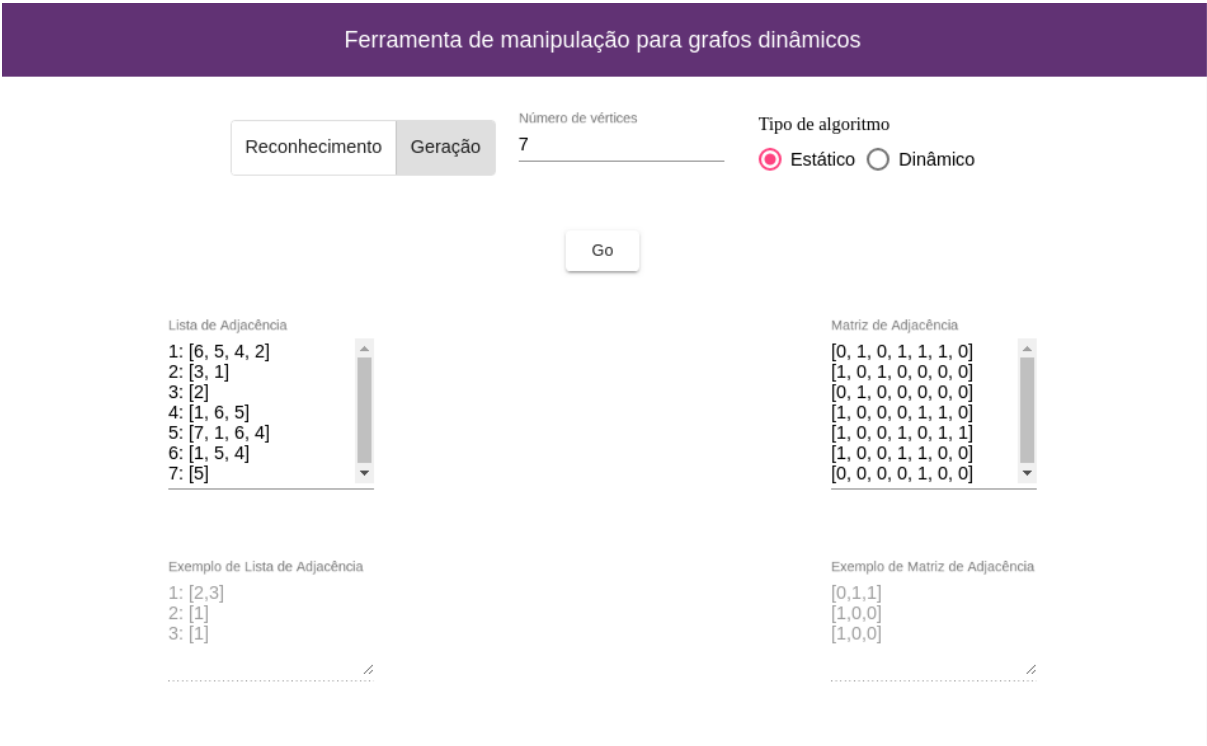 Ferramenta de manipulação para grafos dinâmicos
Reconhecimento
Geração
Número de vértices
7
Tipo de algoritmo
Estático
Dinâmico
Go
Lista de Adjacência
1: [6, 5, 4, 2]
2: [3, 1]
3: [2]
4: [1, 6, 5]
5: [7, 1, 6, 4]
6: [1, 5, 4]
7: [5]
Matriz de Adjacência
[0, 1, 0, 1, 1, 1, 0]
[1, 0, 1, 0, 0, 0, 0]
[0, 1, 0, 0, 0, 0, 0]
[1, 0, 0, 0, 1, 1, 0]
[1, 0, 0, 1, 0, 1, 1]
[1, 0, 0, 1, 1, 0, 0]
[0, 0, 0, 0, 1, 0, 0]
Exemplo de Lista de Adjacência
1: [2,3]
2: [1]
3: [1]
Exemplo de Matriz de Adjacência
[0,1,1]
[1,0,0]
[1,0,0]